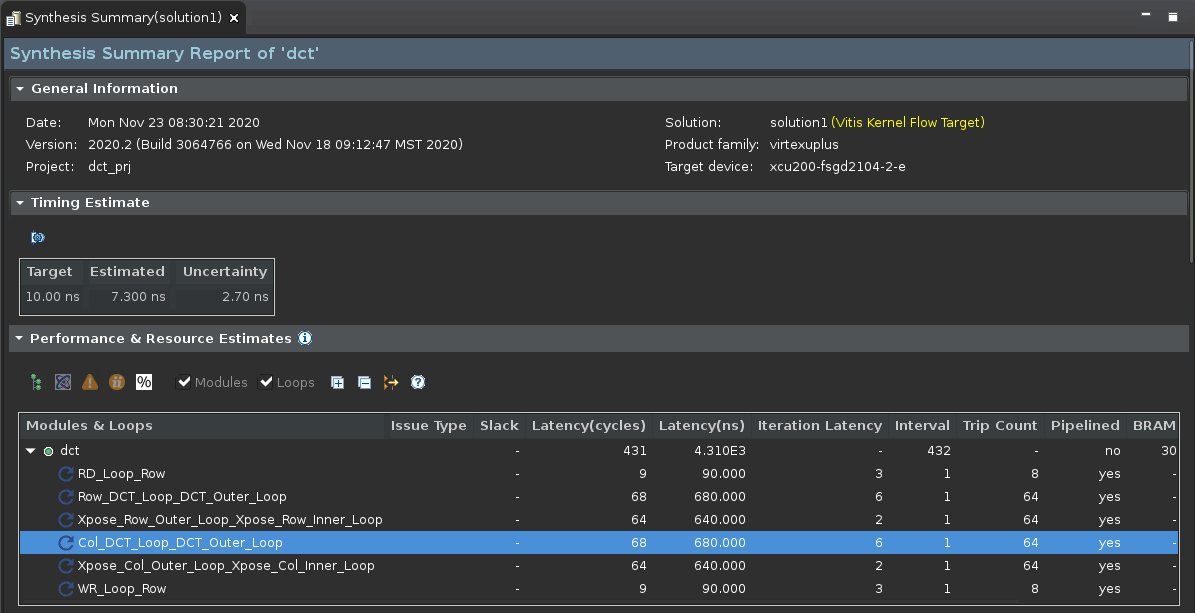 Synthesis Summary(solution1)
Synthesis Summary Report of 'dct'
General Information
Date: Mon Nov 23 08:30:21 2020 Solution: solution1 (Vitis Kernel Flow Target)
Version: 2020.2 (Build 3064766 on Wed Nov 18 09:12:47 MST 2020) Product family: virtexuplus
Project: dct_prj Target device: xcu200-fsgd2104-2-e
Timing Estimate
Target Estimated Uncertainty
10.00 ns 7.300 ns 2.70 ns
Performance & Resource Estimates
% Modules Loops
Modules & Loops Issue Type Slack Latency(cycles) Latency(ns) Iteration Latency Interval Trip Count Pipelined BRAM
dct - 431 4.310E3 - 432 - no 30
RD_Loop_Row - 9 90.000 3 1 8 yes -
Row_DCT_Loop_DCT_Outer_Loop - 68 680.000 6 1 64 yes -
Xpose_Row_Outer_Loop_Xpose_Row_Inner_Loop - 64 640.000 2 1 64 yes -
Col_DCT_Loop_DCT_Outer_Loop - 68 680.000 6 1 64 yes -
Xpose_Col_Outer_Loop_Xpose_Col_Inner_Loop - 64 640.000 2 1 64 yes -
WR_Loop_Row - 9 90.000 3 1 8 yes -